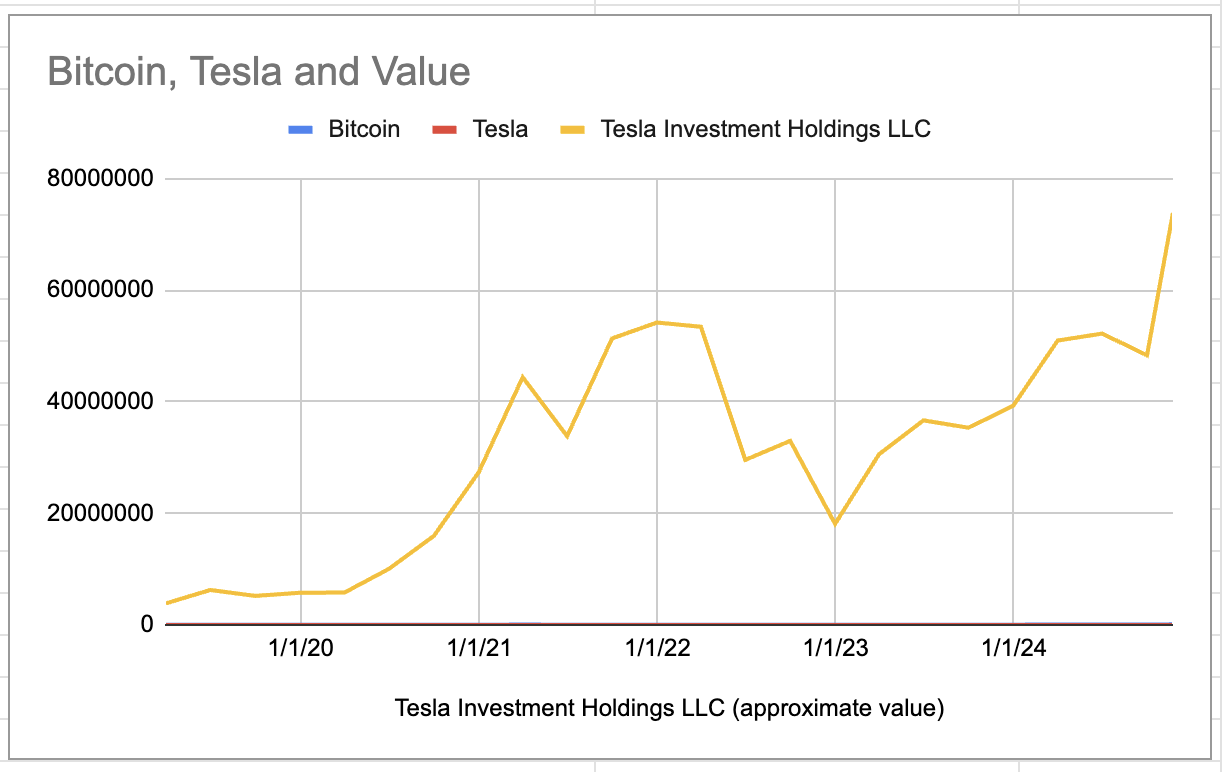 Bitcoin, Tesla and Value
Bitcoin Tesla Tesla Investment Holdings LLC
80000000
60000000
40000000
20000000
0
1/1/20 1/1/21 1/1/22 1/1/23 1/1/24
Tesla Investment Holdings LLC (approximate value)